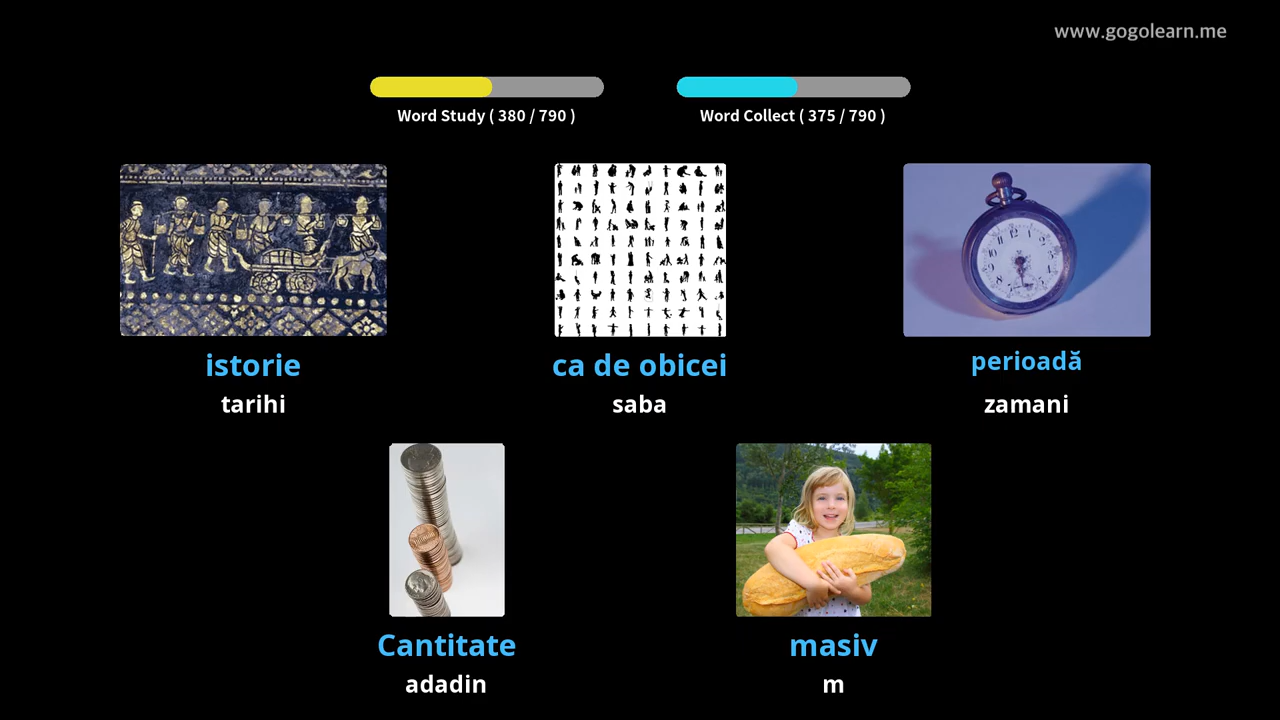 www.gogolearn.me
Word Study ( 380 / 790 )
Word Collect ( 375 / 790 )
istorie
tarihi
ca de obicei
saba
perioadă
zamani
Cantitate
adadin
masiv
m